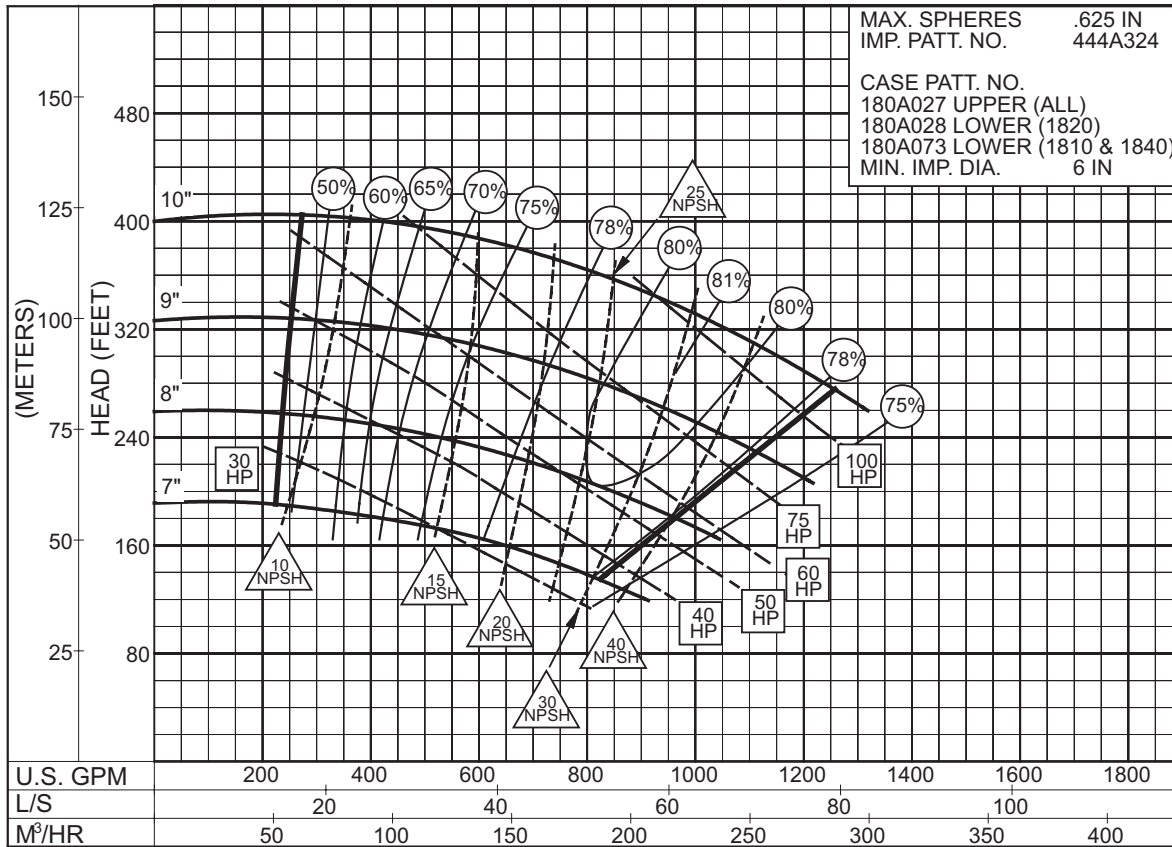 MAX. SPHERES .625 IN
IMP. PATT. NO. 444A324
CASE PATT. NO.
180A027 UPPER (ALL)
180A028 LOWER (1820)
180A073 LOWER (1810 & 1840)
MIN. IMP. DIA. 6 IN
(METERS)
150
125
100
75
50
25
HEAD (FEET)
480
400
320
240
160
80
10"
9"
8"
7"
50%
60%
65%
70%
75%
78%
80%
81%
80%
78%
75%
25 NPSH
30 HP
100 HP
75 HP
60 HP
50 HP
40 HP
10 NPSH
15 NPSH
20 NPSH
30 NPSH
40 NPSH
U.S. GPM 200 400 600 800 1000 1200 1400 1600 1800
L/S 20 40 60 80 100
M³/HR 50 100 150 200 250 300 350 400